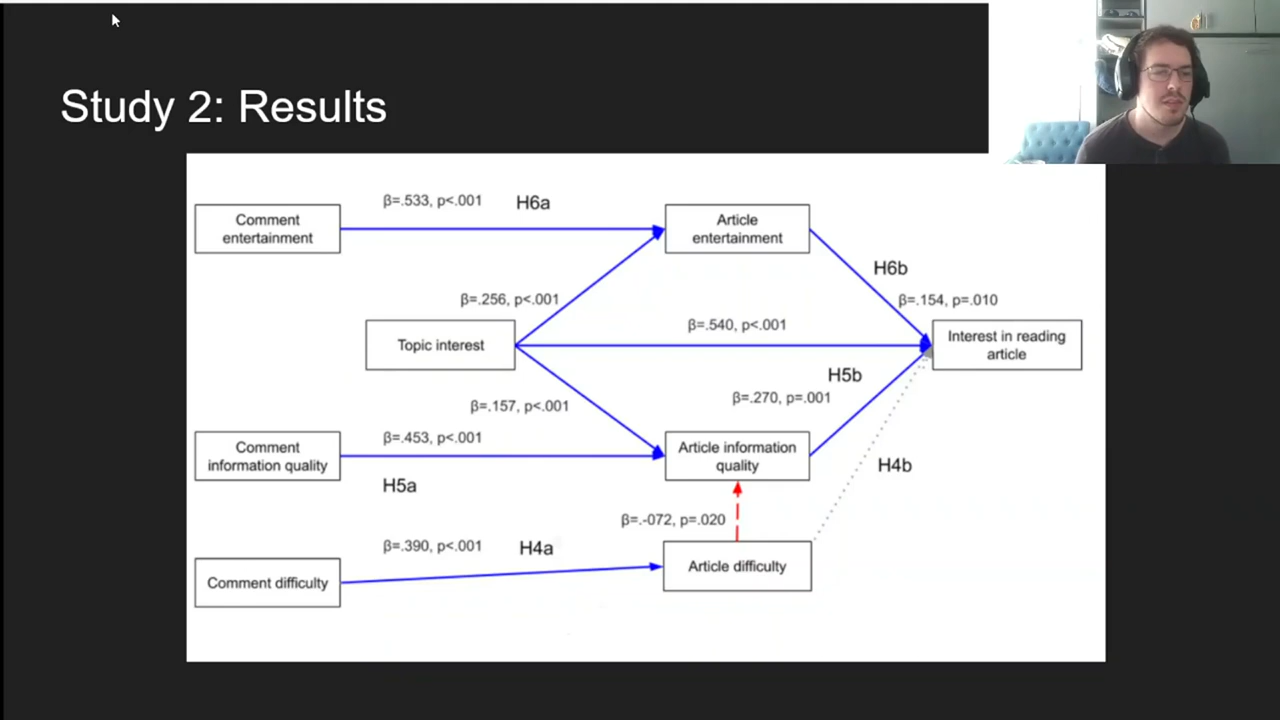 Study 2: Results
β=.533, p<.001
H6a
Comment
entertainment
Article
entertainment
H6b
β=.256, p<.001
β=.154, p=.010
β=.540, p<.001
Topic interest
Interest in reading
article
H5b
β=.157, p<.001
β=.270, p=.001
β=.453, p<.001
Comment
information quality
Article information
quality
H5a
H4b
β=.-072, p=.020
β=.390, p<.001
H4a
Comment difficulty
Article difficulty